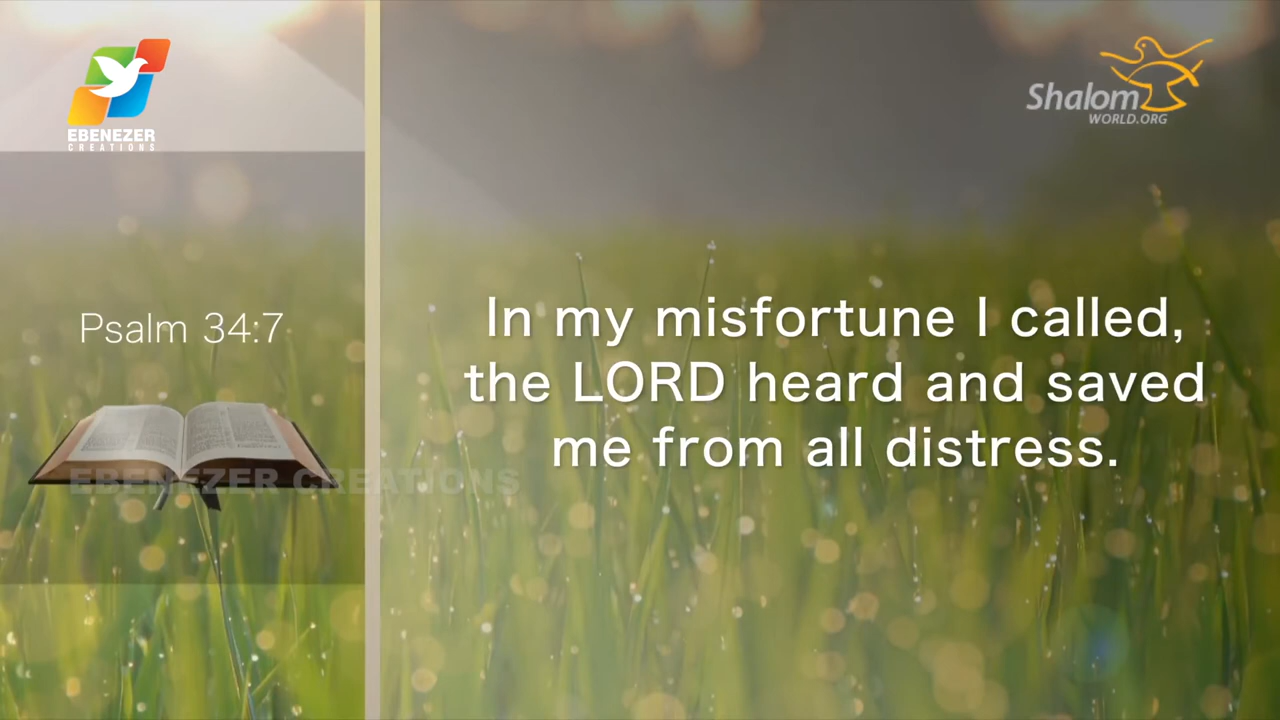 EBENEZER
CREATIONS
Shalom
WORLD.ORG
Psalm 34:7
In my misfortune I called,
the LORD heard and saved
me from all distress.
EBENEZER CREATIONS